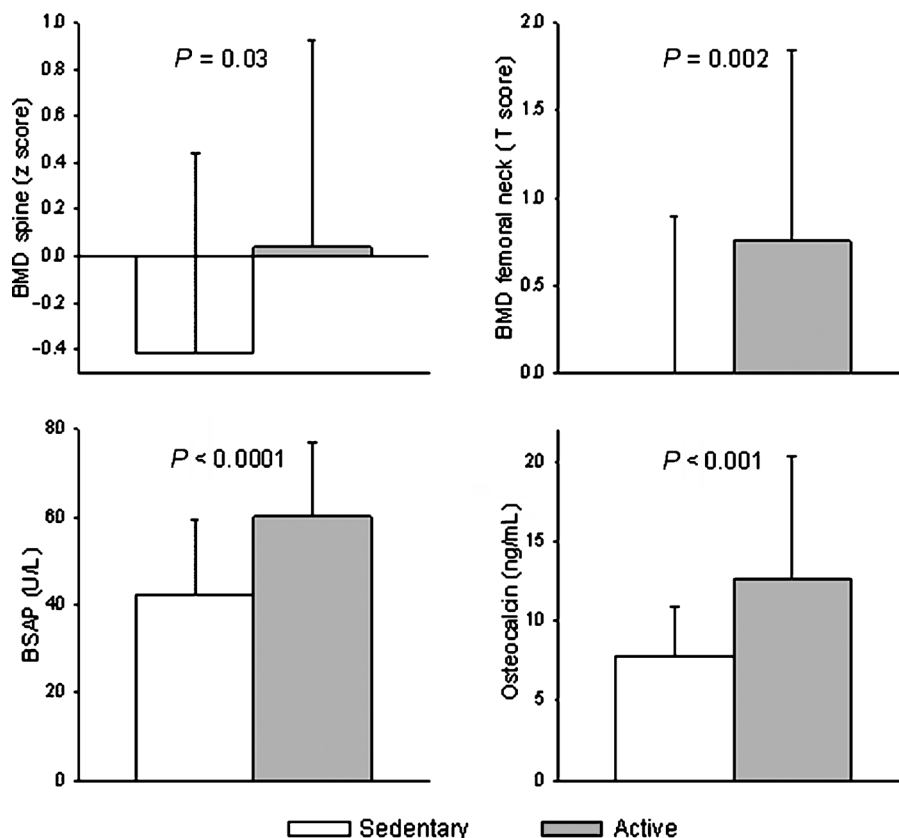 BMD spine (z score)
1.0
0.8
0.6
0.4
0.2
0.0
−0.2
−0.4
P = 0.03
BMD femoral neck (T score)
2.0
1.5
1.0
0.5
0.0
P = 0.002
BSAP (U/L)
80
60
40
20
0
P < 0.0001
Osteocalcin (ng/mL)
20
15
10
5
0
P < 0.001
Sedentary
Active